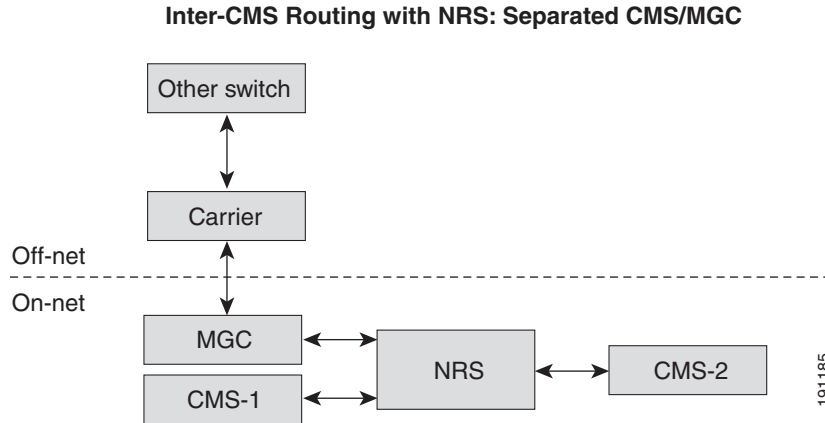 Inter-CMS Routing with NRS: Separated CMS/MGC
Other switch
Carrier
Off-net
On-net
MGC
NRS
CMS-2
CMS-1
191185